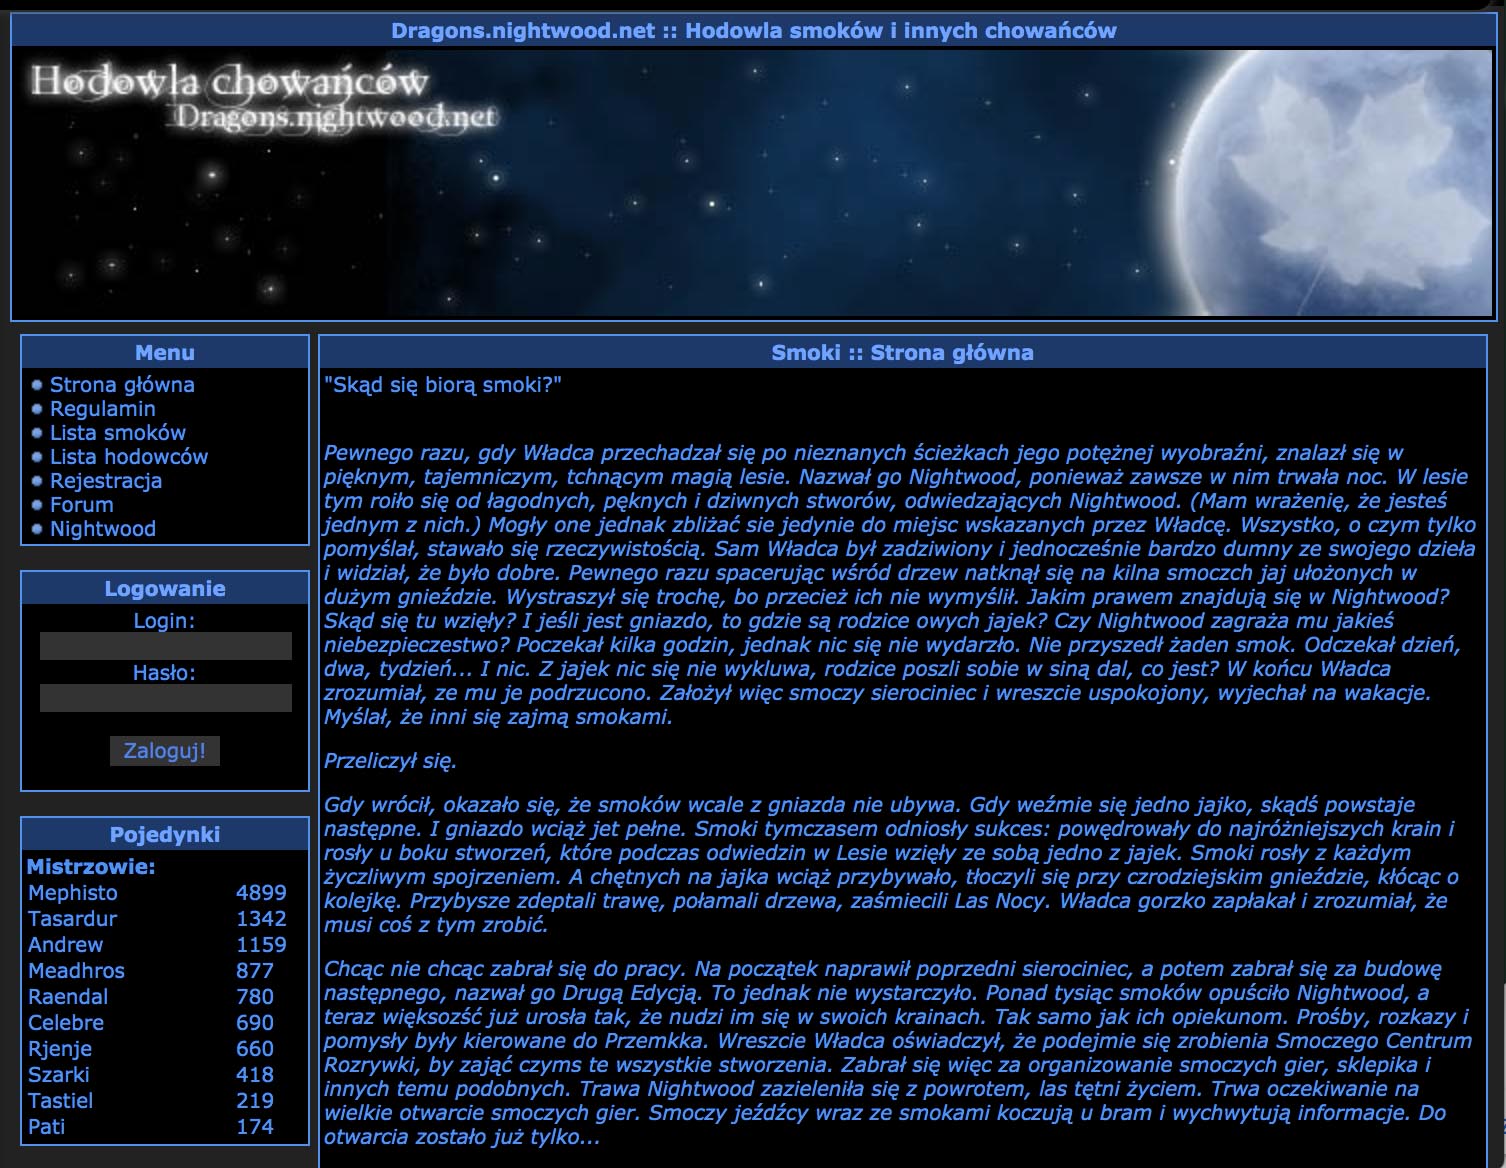 Dragons.nightwood.net :: Hodowla smoków i innych chowańców
Hodowla chowańców
Dragons.nightwood.net
Menu
Strona główna
Regulamin
Lista smoków
Lista hodowców
Rejestracja
Forum
Nightwood
Logowanie
Login:
Hasło:
Zaloguj!
Pojedynki
Mistrzowie:
Mephisto 4899
Tasardur 1342
Andrew 1159
Meadhros 877
Raendal 780
Celebre 690
Rjenje 660
Szarki 418
Tastiel 219
Pati 174
Smoki :: Strona główna
"Skąd się biorą smoki?"
Pewnego razu, gdy Władca przechadzał się po nieznanych ścieżkach jego potężnej wyobraźni, znalazł się w
pięknym, tajemniczym, tchnącym magią lesie. Nazwał go Nightwood, ponieważ zawsze w nim trwała noc. W lesie
tym roiło się od łagodnych, pęknych i dziwnych stworów, odwiedzających Nightwood. (Mam wrażenię, że jesteś
jednym z nich.) Mogły one jednak zbliżać sie jedynie do miejsc wskazanych przez Władcę. Wszystko, o czym tylko
pomyślał, stawało się rzeczywistością. Sam Władca był zadziwiony i jednocześnie bardzo dumny ze swojego dzieła
i widział, że było dobre. Pewnego razu spacerując wśród drzew natknął się na kilna smoczch jaj ułożonych w
dużym gnieździe. Wystraszył się trochę, bo przecież ich nie wymyślił. Jakim prawem znajdują się w Nightwood?
Skąd się tu wzięły? I jeśli jest gniazdo, to gdzie są rodzice owych jajek? Czy Nightwood zagraża mu jakieś
niebezpieczestwo? Poczekał kilka godzin, jednak nic się nie wydarzło. Nie przyszedł żaden smok. Odczekał dzień,
dwa, tydzień... I nic. Z jajek nic się nie wykluwa, rodzice poszli sobie w siną dal, co jest? W końcu Władca
zrozumiał, ze mu je podrzucono. Założył więc smoczy sierociniec i wreszcie uspokojony, wyjechał na wakacje.
Myślał, że inni się zajmą smokami.
Przeliczył się.
Gdy wrócił, okazało się, że smoków wcale z gniazda nie ubywa. Gdy weźmie się jedno jajko, skądś powstaje
następne. I gniazdo wciąż jet pełne. Smoki tymczasem odniosły sukces: powędrowały do najróżniejszych krain i
rosły u boku stworzeń, które podczas odwiedzin w Lesie wzięły ze sobą jedno z jajek. Smoki rosły z każdym
życzliwym spojrzeniem. A chętnych na jajka wciąż przybywało, tłoczyli się przy czrodziejskim gnieździe, kłócąc o
kolejkę. Przybysze zdeptali trawę, połamali drzewa, zaśmiecili Las Nocy. Władca gorzko zapłakał i zrozumiał, że
musi coś z tym zrobić.
Chcąc nie chcąc zabrał się do pracy. Na początek naprawił poprzedni sierociniec, a potem zabrał się za budowę
następnego, nazwał go Drugą Edycją. To jednak nie wystarczyło. Ponad tysiąc smoków opuściło Nightwood, a
teraz większość już urosła tak, że nudzi im się w swoich krainach. Tak samo jak ich opiekunom. Prośby, rozkazy i
pomysły były kierowane do Przemkka. Wreszcie Władca oświadczył, że podejmie się zrobienia Smoczego Centrum
Rozrywki, by zająć czyms te wszystkie stworzenia. Zabrał się więc za organizowanie smoczych gier, sklepika i
innych temu podobnych. Trawa Nightwood zazieleniła się z powrotem, las tętni życiem. Trwa oczekiwanie na
wielkie otwarcie smoczych gier. Smoczy jeźdźcy wraz ze smokami koczują u bram i wychwytują informacje. Do
otwarcia zostało już tylko...